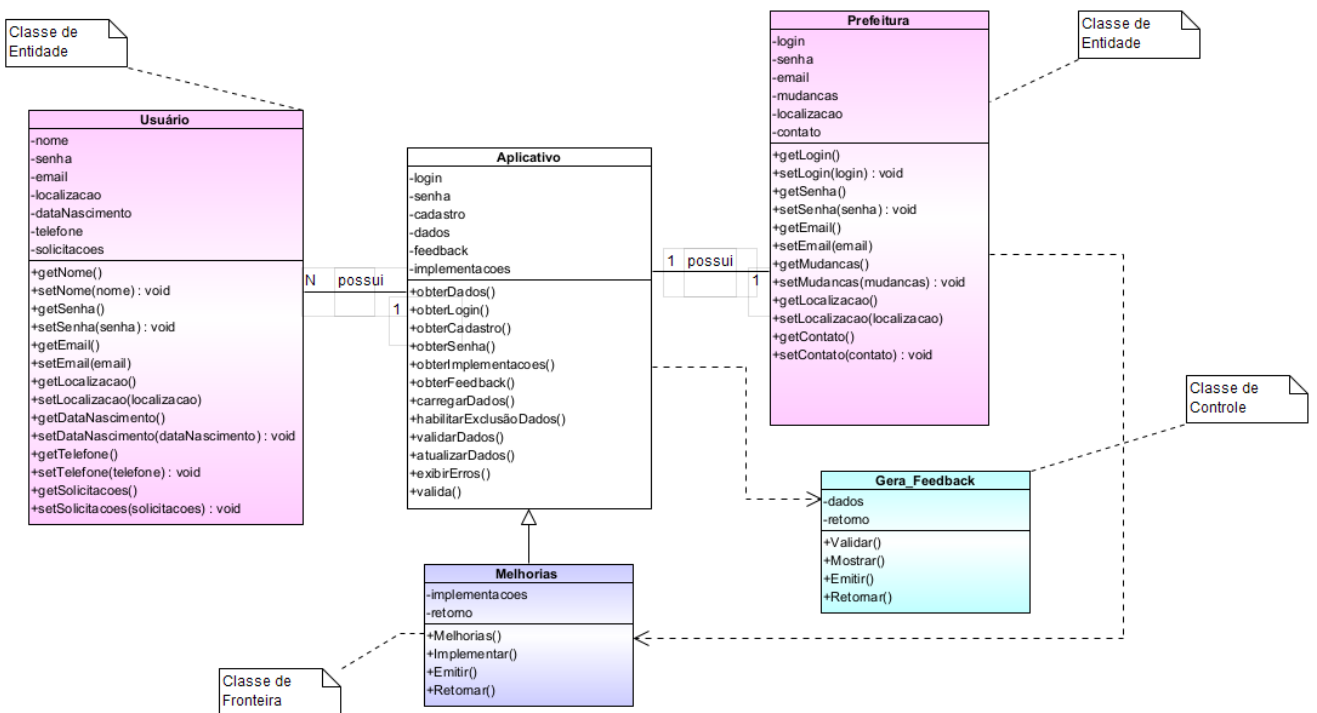 Classe de
Entidade
Usuário
-nome
-senha
-email
-localizacao
-dataNascimento
-telefone
-solicitacoes
+getNome()
+setNome(nome) : void
+getSenha()
+setSenha(senha) : void
+getEmail()
+setEmail(email)
+getLocalizacao()
+setLocalizacao(localizacao)
+getDataNascimento()
+setDataNascimento(dataNascimento) : void
+getTelefone()
+setTelefone(telefone) : void
+getSolicitacoes()
+setSolicitacoes(solicitacoes) : void
N possui
1
Aplicativo
-login
-senha
-cadastro
-dados
-feedback
-implementacoes
+obterDados()
+obterLogin()
+obterCadastro()
+obterSenha()
+obterImplementacoes()
+obterFeedback()
+carregarDados()
+habilitarExclusãoDados()
+validarDados()
+atualizarDados()
+exibirErros()
+valida()
1 possui
1
Prefeitura
-login
-senha
-email
-mudancas
-localizacao
-contato
+getLogin()
+setLogin(login) : void
+getSenha()
+setSenha(senha) : void
+getEmail()
+setEmail(email)
+getMudancas()
+setMudancas(mudancas) : void
+getLocalizacao()
+setLocalizacao(localizacao)
+getContato()
+setContato(contato) : void
Classe de
Entidade
Classe de
Controle
Gera_Feedback
-dados
-retorno
+Validar()
+Mostrar()
+Emitir()
+Retornar()
Melhorias
-implementacoes
-retorno
+Melhorias()
+Implementar()
+Emitir()
+Retornar()
Classe de
Fronteira